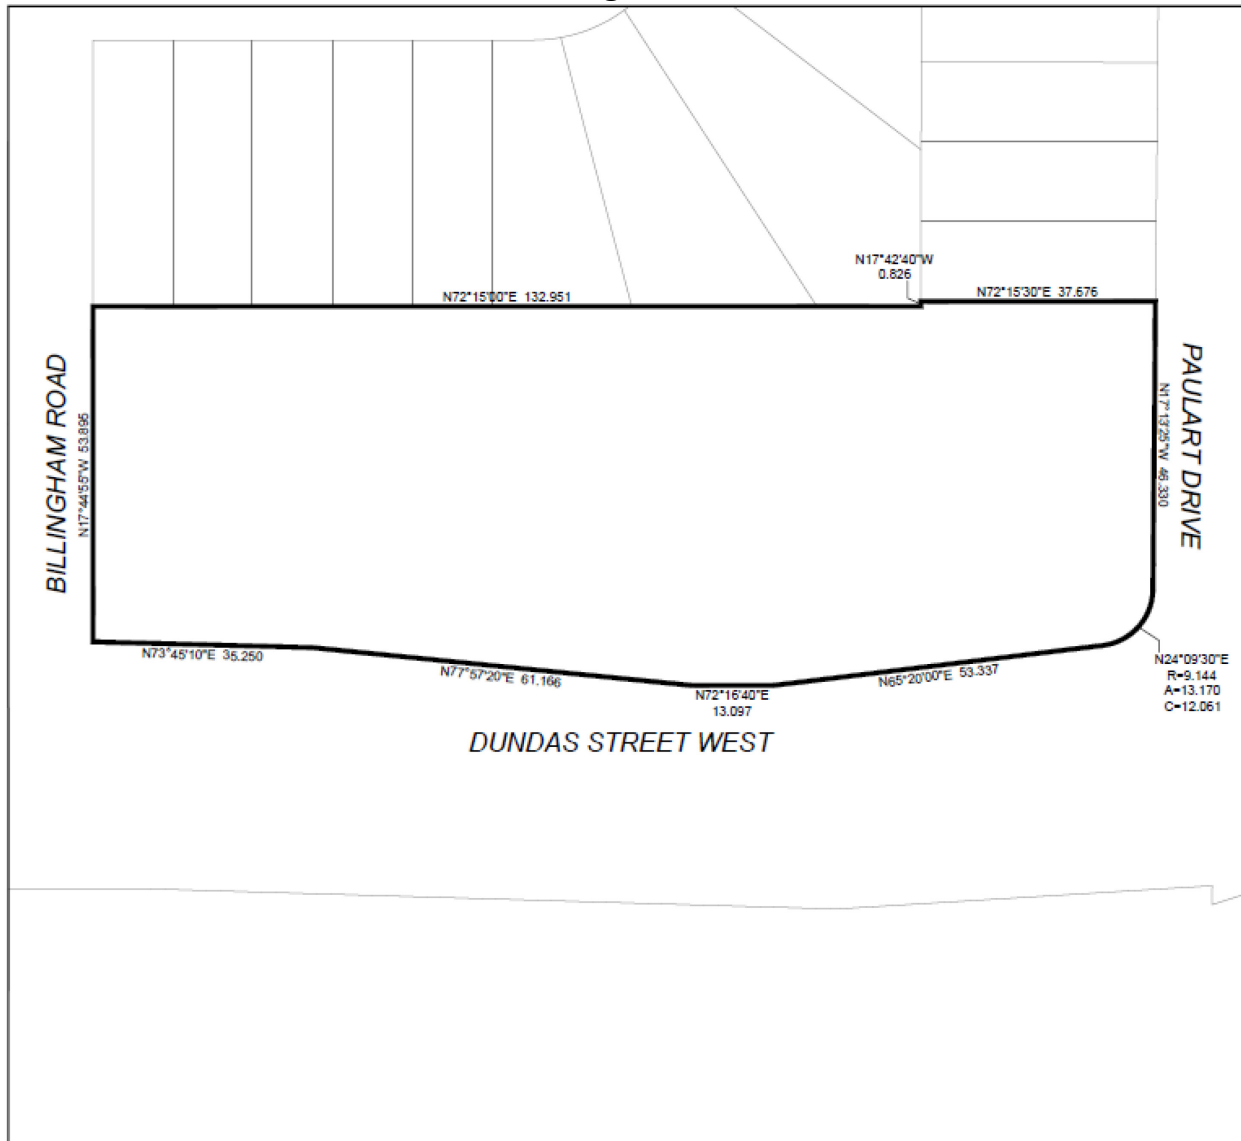 N17°42'40"W
0.826
N72°15'00"E 132.951
N72°15'30"E 37.676
BILLINGHAM ROAD
N17°44'55"W 53.895
N17°13'25"W 46.330
PAULART DRIVE
N73°45'10"E 35.250
N77°57'20"E 61.166
N72°16'40"E
13.097
N65°20'00"E 53.337
N24°09'30"E
R=9.144
A=13.170
C=12.061
DUNDAS STREET WEST